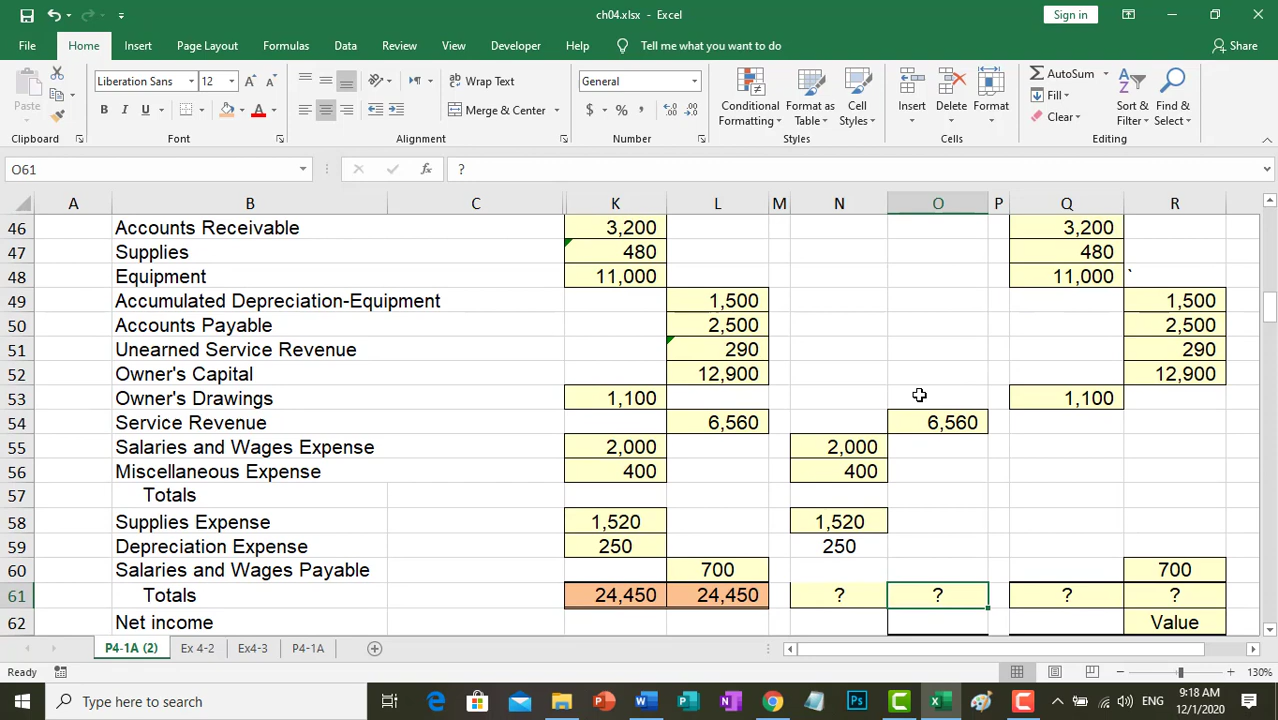 ch04.xlsx - Excel
Sign in
File Home Insert Page Layout Formulas Data Review View Developer Help Tell me what you want to do Share
Paste
Liberation Sans 12 A A
B I U A
Wrap Text
Merge & Center
General
$ % ,
Conditional Formatting
Format as Table
Cell Styles
Insert
Delete
Format
AutoSum
Fill
Clear
Sort & Filter
Find & Select
Clipboard Font Alignment Number Styles Cells Editing
O61 fx ?
A B C K L M N O P Q R
46 Accounts Receivable 3,200 3,200
47 Supplies 480 480
48 Equipment 11,000 11,000 `
49 Accumulated Depreciation-Equipment 1,500 1,500
50 Accounts Payable 2,500 2,500
51 Unearned Service Revenue 290 290
52 Owner's Capital 12,900 12,900
53 Owner's Drawings 1,100 1,100
54 Service Revenue 6,560 6,560
55 Salaries and Wages Expense 2,000 2,000
56 Miscellaneous Expense 400 400
57 Totals
58 Supplies Expense 1,520 1,520
59 Depreciation Expense 250 250
60 Salaries and Wages Payable 700 700
61 Totals 24,450 24,450 ? ? ? ?
62 Net income Value
P4-1A (2) Ex 4-2 Ex4-3 P4-1A
Ready 130%
Type here to search
ENG
9:18 AM
12/1/2020